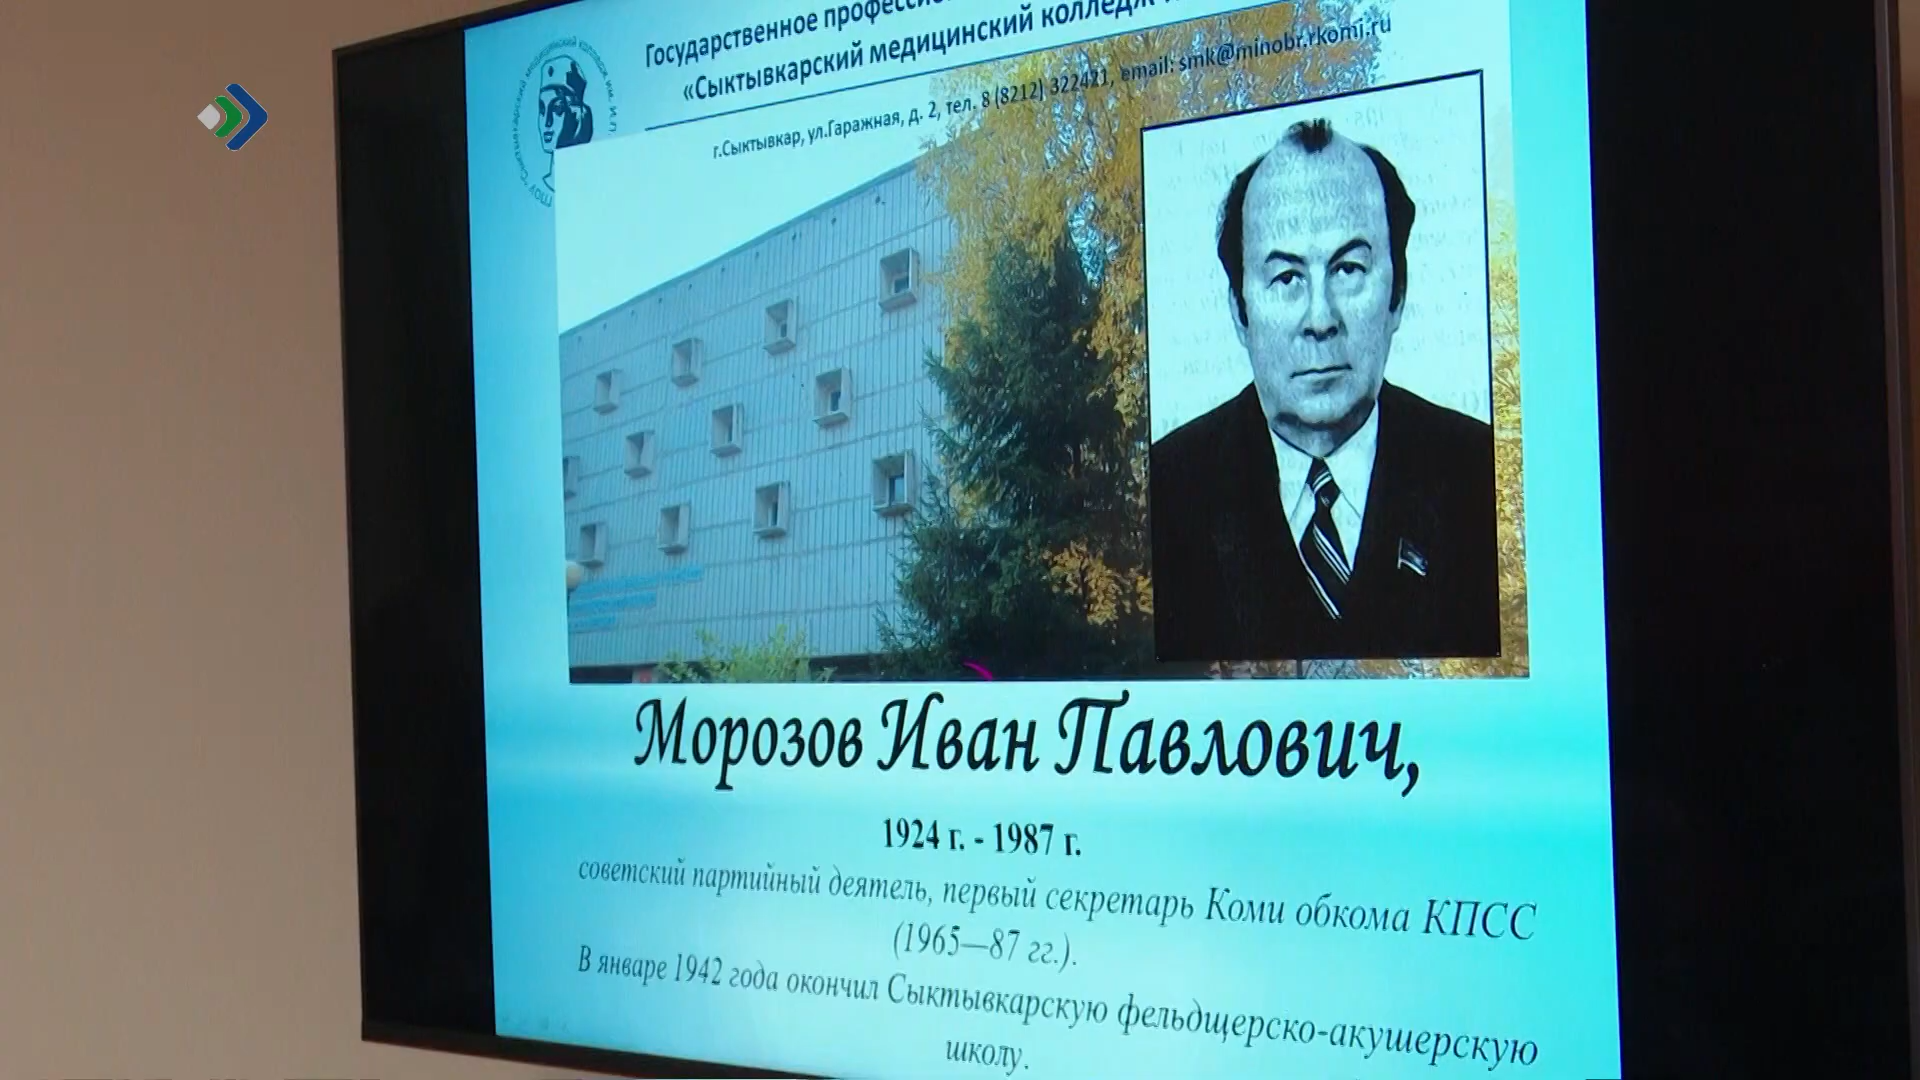 Государственное
«Сыктывкарский медицинский колледж
г.Сыктывкар, ул.Гаражная, д. 2, тел. 8 (8212) 322421, email: smk@minobr.rkomi.ru
Морозов Иван Павлович,
1924 г. - 1987 г.
советский партийный деятель, первый секретарь Коми обкома КПСС
(1965—87 гг.).
В январе 1942 года окончил Сыктывкарскую фельдщерско-акушерскую
школу.